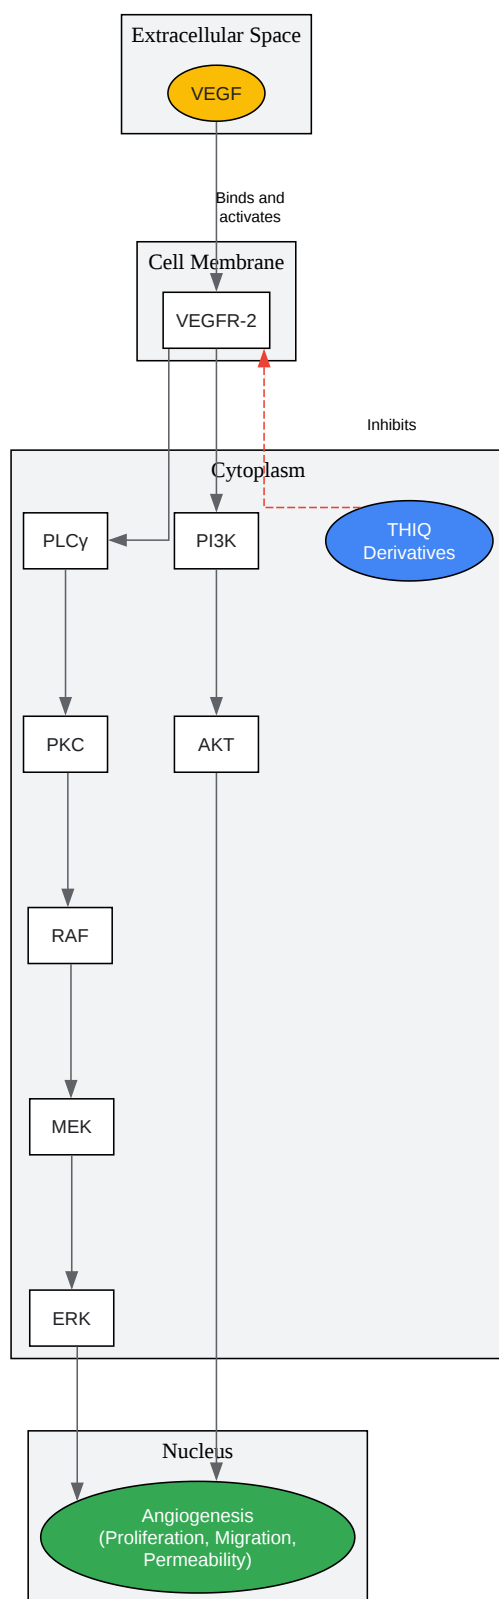 Extracellular Space
VEGF
Binds and
activates
Cell Membrane
VEGFR-2
Inhibits
Cytoplasm
PLCγ
PI3K
THIQ
Derivatives
PKC
AKT
RAF
MEK
ERK
Nucleus
Angiogenesis
(Proliferation, Migration,
Permeability)